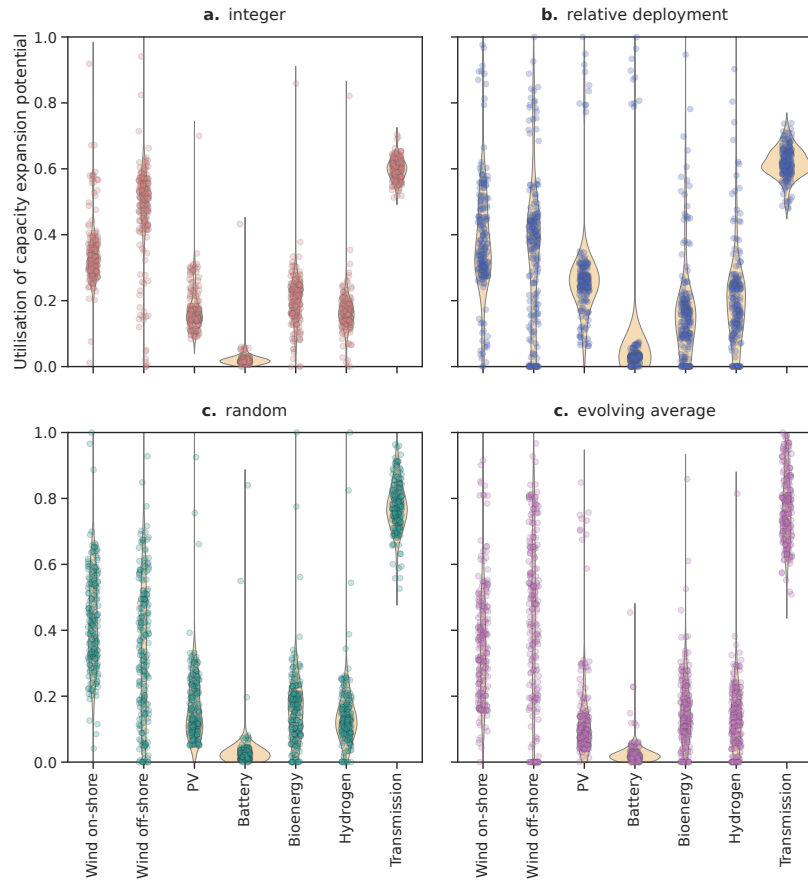 a. integer
b. relative deployment
Utilisation of capacity expansion potential
1.0
0.8
0.6
0.4
0.2
0.0
c. random
c. evolving average
1.0
0.8
0.6
0.4
0.2
0.0
Wind on-shore
Wind off-shore
PV
Battery
Bioenergy
Hydrogen
Transmission
Wind on-shore
Wind off-shore
PV
Battery
Bioenergy
Hydrogen
Transmission